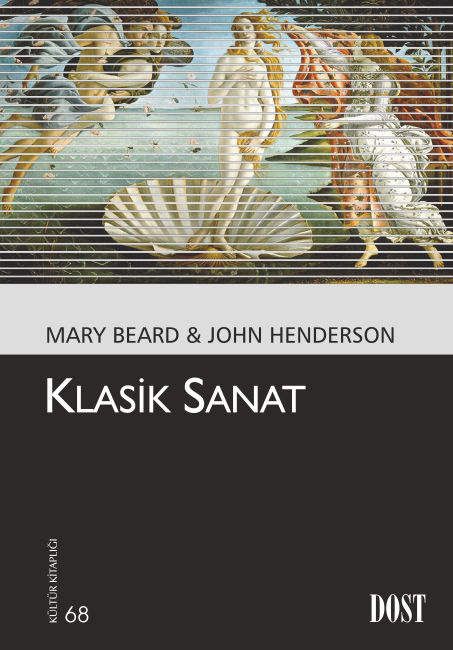 MARY BEARD & JOHN HENDERSON
KLASİK SANAT
KÜLTÜR KİTAPLIĞI
68
DOST